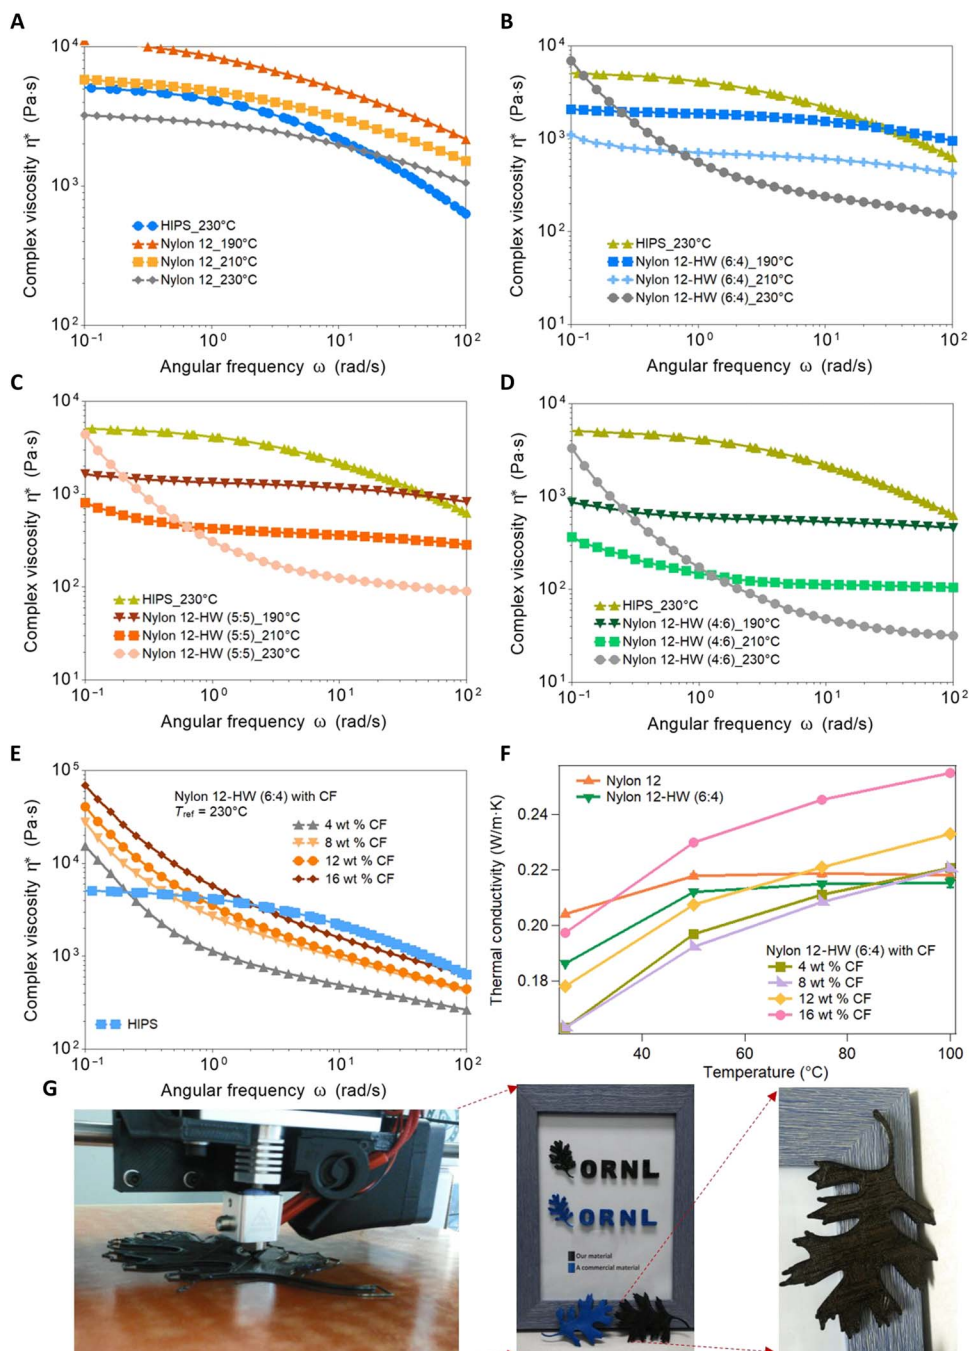 A
Complex viscosity η* (Pa·s)
10⁴
10³
10²
HIPS_230°C
Nylon 12_190°C
Nylon 12_210°C
Nylon 12_230°C
10⁻¹ 10⁰ 10¹ 10²
Angular frequency ω (rad/s)
B
Complex viscosity η* (Pa·s)
10⁴
10³
10²
10¹
HIPS_230°C
Nylon 12-HW (6:4)_190°C
Nylon 12-HW (6:4)_210°C
Nylon 12-HW (6:4)_230°C
10⁻¹ 10⁰ 10¹ 10²
Angular frequency ω (rad/s)
C
Complex viscosity η* (Pa·s)
10⁴
10³
10²
10¹
HIPS_230°C
Nylon 12-HW (5:5)_190°C
Nylon 12-HW (5:5)_210°C
Nylon 12-HW (5:5)_230°C
10⁻¹ 10⁰ 10¹ 10²
Angular frequency ω (rad/s)
D
Complex viscosity η* (Pa·s)
10⁴
10³
10²
10¹
HIPS_230°C
Nylon 12-HW (4:6)_190°C
Nylon 12-HW (4:6)_210°C
Nylon 12-HW (4:6)_230°C
10⁻¹ 10⁰ 10¹ 10²
Angular frequency ω (rad/s)
E
Complex viscosity η* (Pa·s)
10⁵
10⁴
10³
10²
Nylon 12-HW (6:4) with CF
T_ref = 230°C
4 wt % CF
8 wt % CF
12 wt % CF
16 wt % CF
HIPS
10⁻¹ 10⁰ 10¹ 10²
Angular frequency ω (rad/s)
F
Thermal conductivity (W/m·K)
0.24
0.22
0.20
0.18
Nylon 12
Nylon 12-HW (6:4)
Nylon 12-HW (6:4) with CF
4 wt % CF
8 wt % CF
12 wt % CF
16 wt % CF
40 60 80 100
Temperature (°C)
G
ORNL
ORNL
Our material
A commercial material